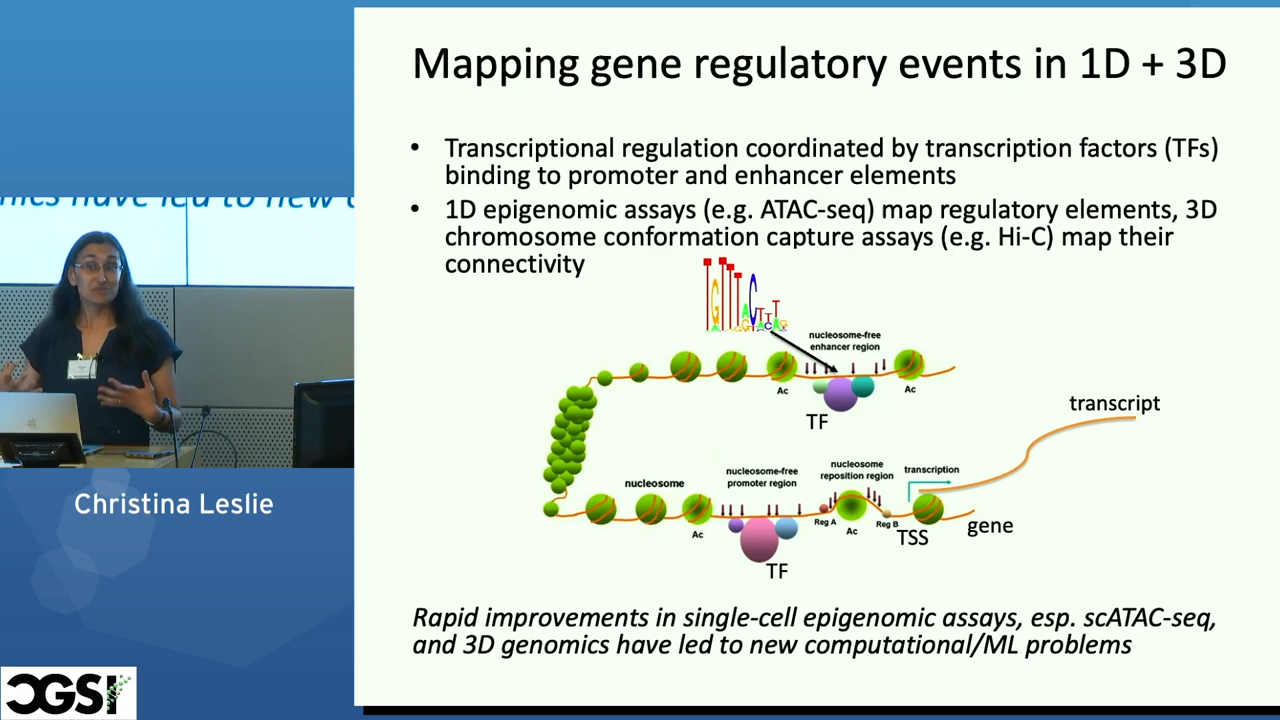 Mapping gene regulatory events in 1D + 3D
• Transcriptional regulation coordinated by transcription factors (TFs)
binding to promoter and enhancer elements
• 1D epigenomic assays (e.g. ATAC-seq) map regulatory elements, 3D
chromosome conformation capture assays (e.g. Hi-C) map their
connectivity
nucleosome-free
enhancer region
Ac
Ac
TF
transcript
nucleosome
nucleosome-free
promoter region
nucleosome
reposition region
transcription
Ac
Reg A
Ac
Reg B
TSS
gene
TF
Rapid improvements in single-cell epigenomic assays, esp. scATAC-seq,
and 3D genomics have led to new computational/ML problems
have led to new
Christina Leslie
CGSI